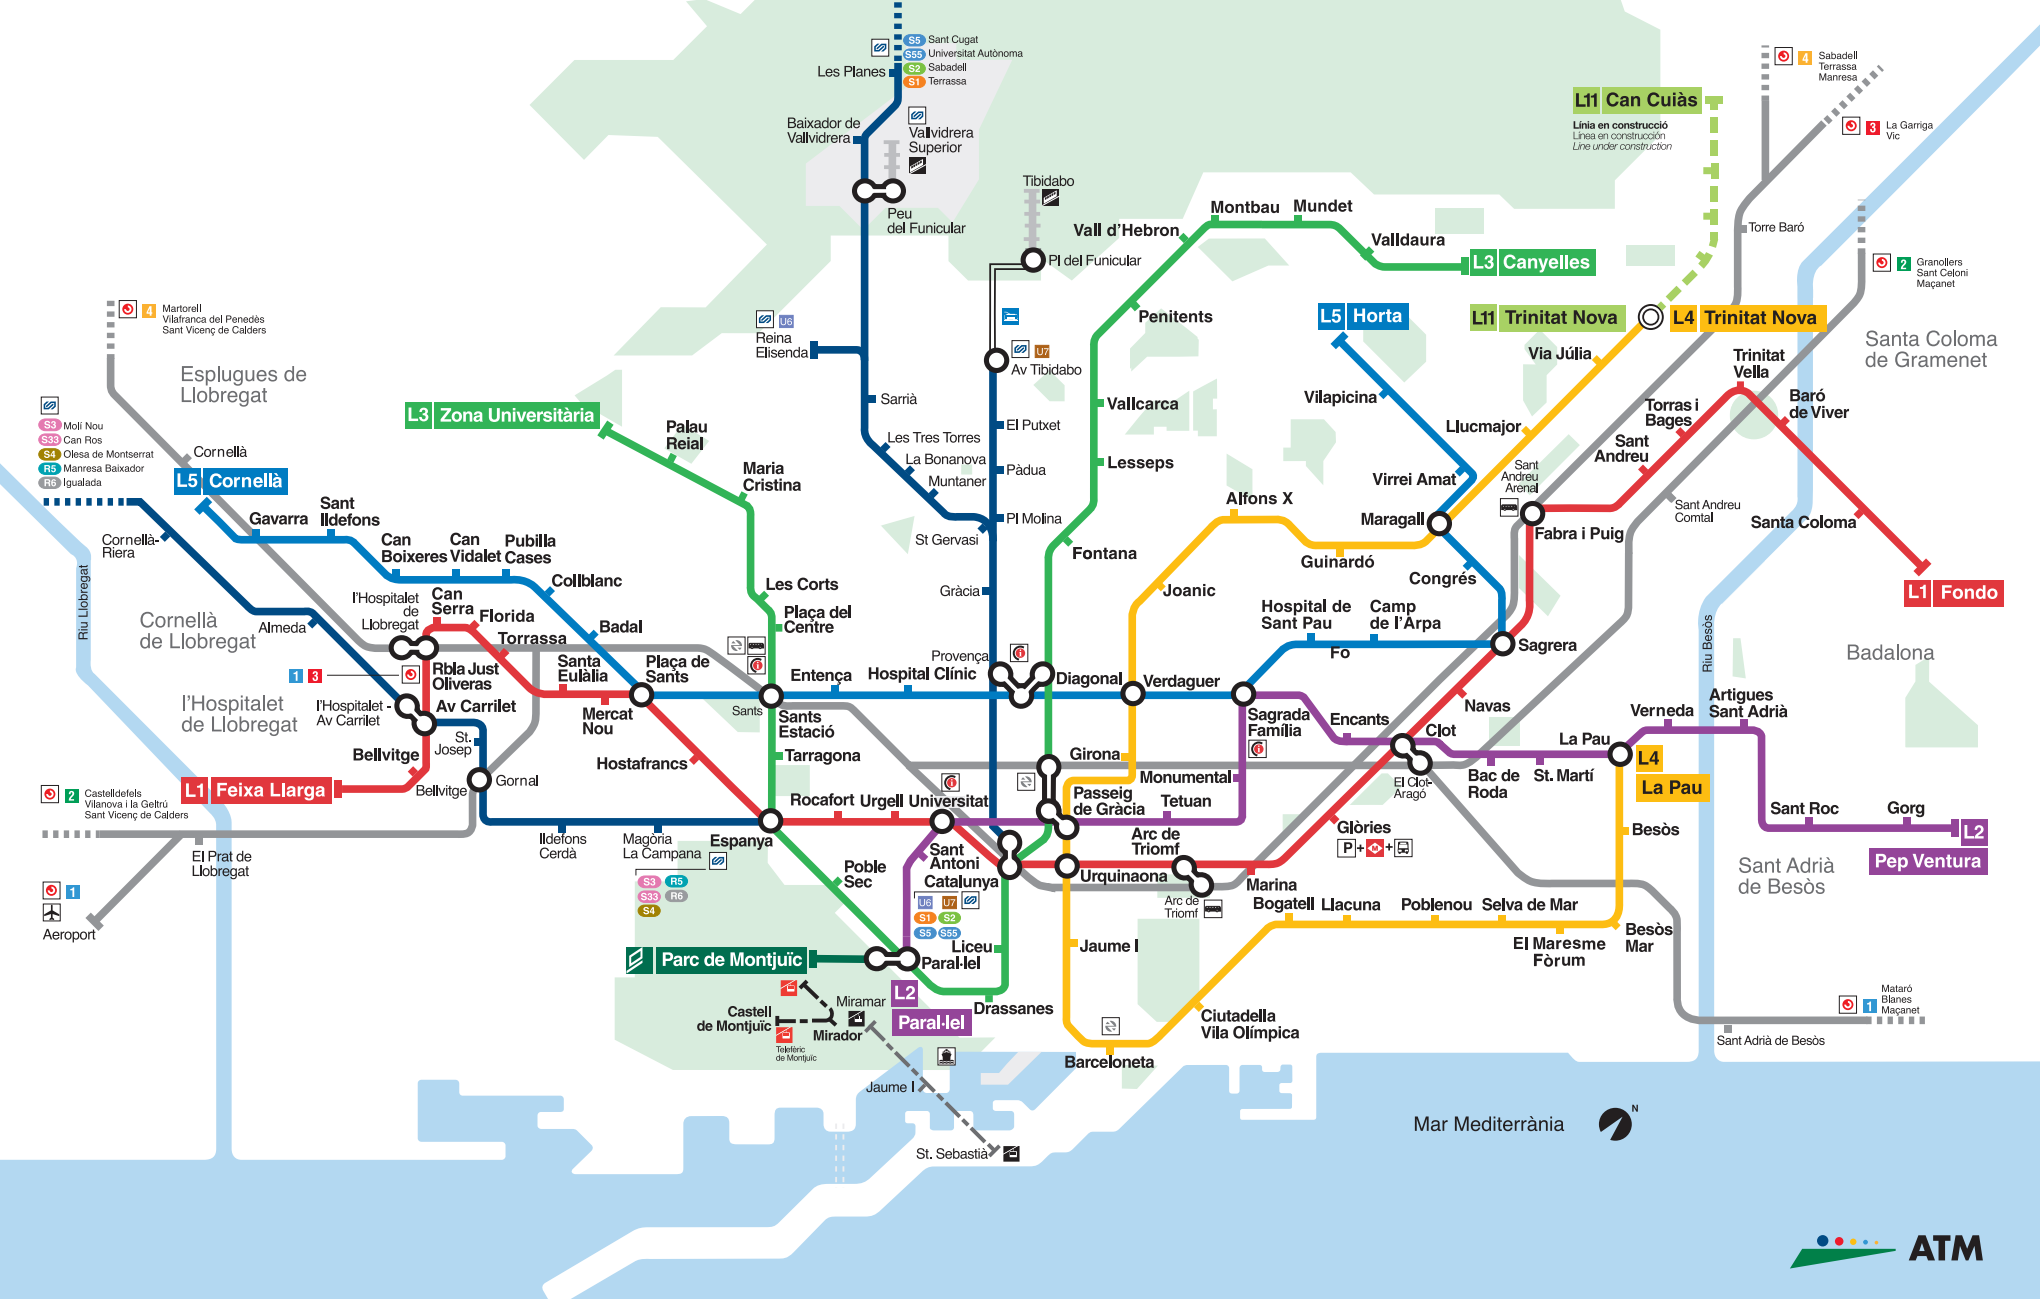 S5 Sant Cugat
S55 Universitat Autònoma
S2 Sabadell
S1 Terrassa
Les Planes
Baixador de
Vallvidrera
Vallvidrera
Superior
Peu
del Funicular
Tibidabo
Pl del Funicular
U7
Av Tibidabo
U6
Reina
Elisenda
Sarrià
Les Tres Torres
La Bonanova
Muntaner
El Putxet
Pàdua
Pl Molina
St Gervasi
Gràcia
Provença
Montbau
Mundet
Vall d'Hebron
Valldaura
L3 Canyelles
Penitents
Vallcarca
Lesseps
Fontana
L11 Can Cuiàs
Línia en construcció
Línea en construcción
Line under construction
L5 Horta
L11 Trinitat Nova
L4 Trinitat Nova
Via Júlia
Vilapicina
Llucmajor
Virrei Amat
Maragall
Alfons X
Guinardó
Joanic
Congrés
Hospital de
Sant Pau
Camp
de l'Arpa
Fo
Sagrera
4 Sabadell
Terrassa
Manresa
3 La Garriga
Vic
Torre Baró
2 Granollers
Sant Celoni
Maçanet
Santa Coloma
de Gramenet
Trinitat
Vella
Baró
de Viver
Torras i
Bages
Sant
Andreu
Sant
Andreu
Arenal
Fabra i Puig
Sant Andreu
Comtal
Santa Coloma
L1 Fondo
Riu Besòs
Badalona
4 Martorell
Vilafranca del Penedès
Sant Vicenç de Calders
Esplugues de
Llobregat
S3 Molí Nou
S33 Can Ros
S4 Olesa de Montserrat
R5 Manresa Baixador
R6 Igualada
Cornellà
L5 Cornellà
Cornellà-
Riera
Riu Llobregat
Gavarra
Sant
Ildefons
Can
Boixeres
Can
Vidalet
Pubilla
Cases
Collblanc
Badal
Cornellà
de Llobregat
Almeda
l'Hospitalet
de
Llobregat
Can
Serra
Florida
Torrassa
Santa
Eulàlia
Mercat
Nou
Plaça de
Sants
L3 Zona Universitària
Palau
Reial
Maria
Cristina
Les Corts
Plaça del
Centre
Sants
Sants
Estació
Entença
Hospital Clínic
Diagonal
Verdaguer
Tarragona
Hostafrancs
1 3
Rbla Just
Oliveras
l'Hospitalet -
Av Carrilet
Av Carrilet
l'Hospitalet
de Llobregat
Bellvitge
St.
Josep
L1 Feixa Llarga
Bellvitge
Gornal
2 Castelldefels
Vilanova i la Geltrú
Sant Vicenç de Calders
El Prat de
Llobregat
1
Aeroport
Ildefons
Cerdà
Magòria
La Campana
Espanya
S3 R5
S33 R6
S4
Rocafort
Urgell
Universitat
Sant
Antoni
Catalunya
U6 U7
S1 S2
S5 S55
Poble
Sec
Liceu
Paral·lel
L2
Paral·lel
Drassanes
Parc de Montjuïc
Castell
de Montjuïc
Telefèric
de Montjuïc
Mirador
Miramar
Jaume I
St. Sebastià
Girona
Passeig
de Gràcia
Urquinaona
Jaume I
Barceloneta
Ciutadella
Vila Olímpica
Monumental
Tetuan
Sagrada
Família
Arc de
Triomf
Arc de
Triomf
Marina
Bogatell
Llacuna
Poblenou
Selva de Mar
El Maresme
Fòrum
Besòs
Mar
Besòs
Glòries
P + M +
Encants
Clot
El Clot-
Aragó
Navas
Bac de
Roda
St. Martí
La Pau
L4
La Pau
Verneda
Artigues
Sant Adrià
Sant Roc
Gorg
L2
Pep Ventura
Sant Adrià
de Besòs
1 Mataró
Blanes
Maçanet
Sant Adrià de Besòs
Mar Mediterrània
N
ATM